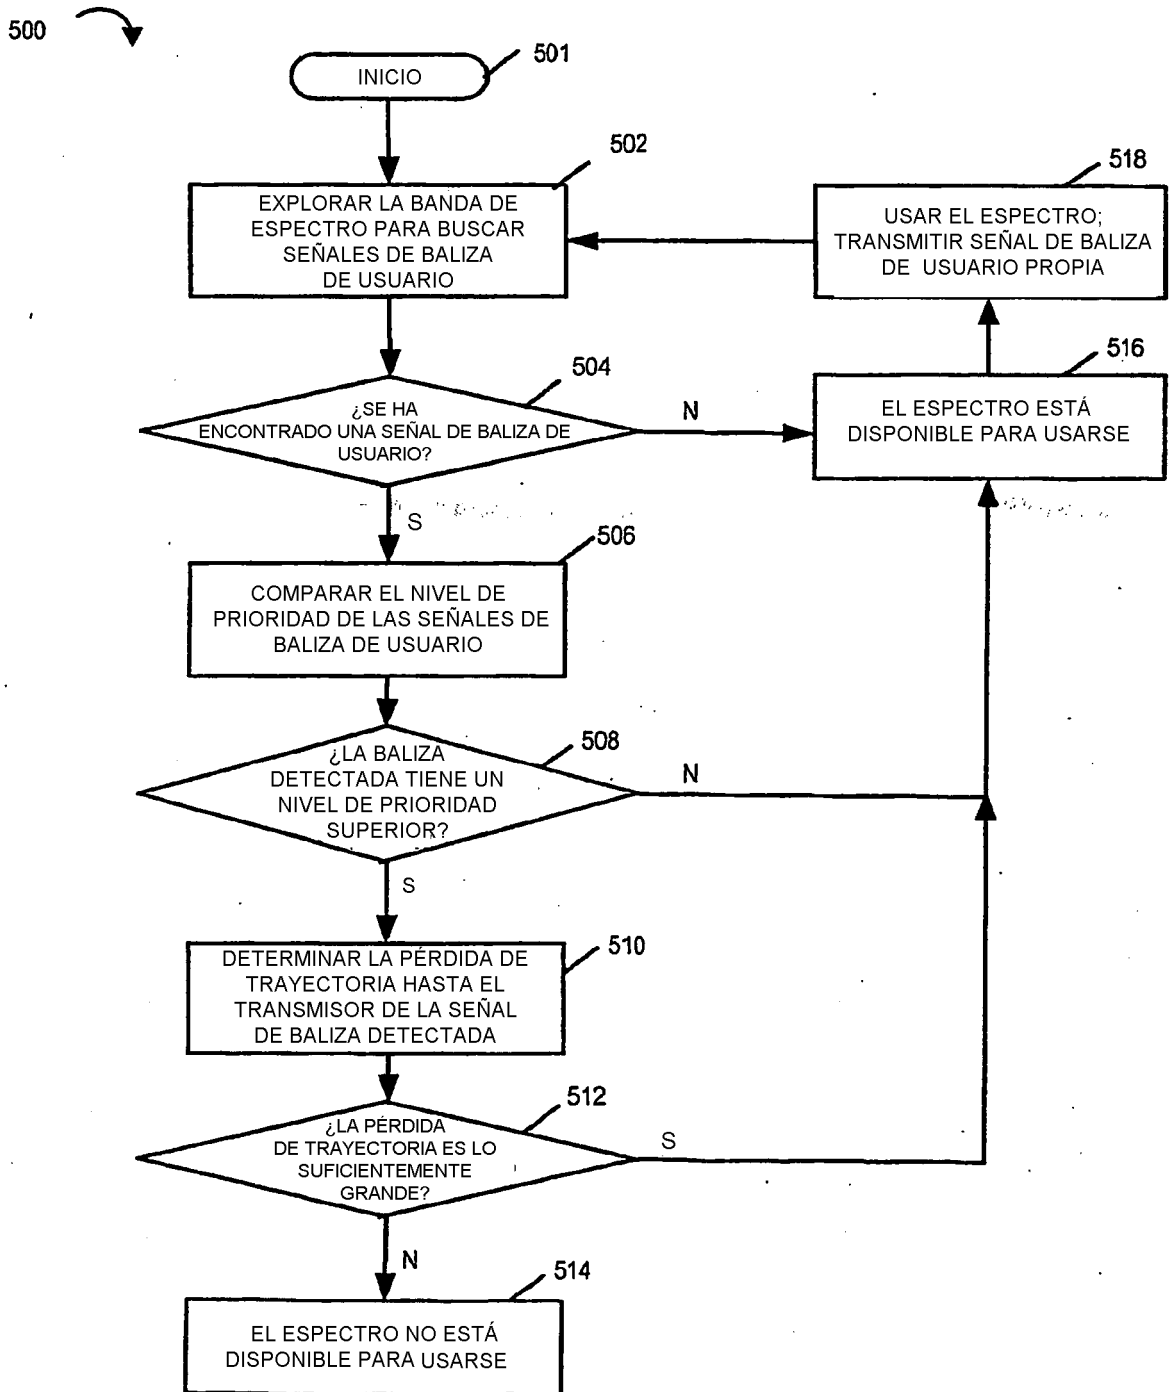 500
501
INICIO
502
EXPLORAR LA BANDA DE
ESPECTRO PARA BUSCAR
SEÑALES DE BALIZA
DE USUARIO
518
USAR EL ESPECTRO;
TRANSMITIR SEÑAL DE BALIZA
DE USUARIO PROPIA
504
¿SE HA
ENCONTRADO UNA SEÑAL DE BALIZA DE
USUARIO?
N
516
EL ESPECTRO ESTÁ
DISPONIBLE PARA USARSE
S
506
COMPARAR EL NIVEL DE
PRIORIDAD DE LAS SEÑALES DE
BALIZA DE USUARIO
508
¿LA BALIZA
DETECTADA TIENE UN
NIVEL DE PRIORIDAD
SUPERIOR?
N
S
510
DETERMINAR LA PÉRDIDA DE
TRAYECTORIA HASTA EL
TRANSMISOR DE LA SEÑAL
DE BALIZA DETECTADA
512
¿LA PÉRDIDA
DE TRAYECTORIA ES LO
SUFICIENTEMENTE
GRANDE?
S
N
514
EL ESPECTRO NO ESTÁ
DISPONIBLE PARA USARSE